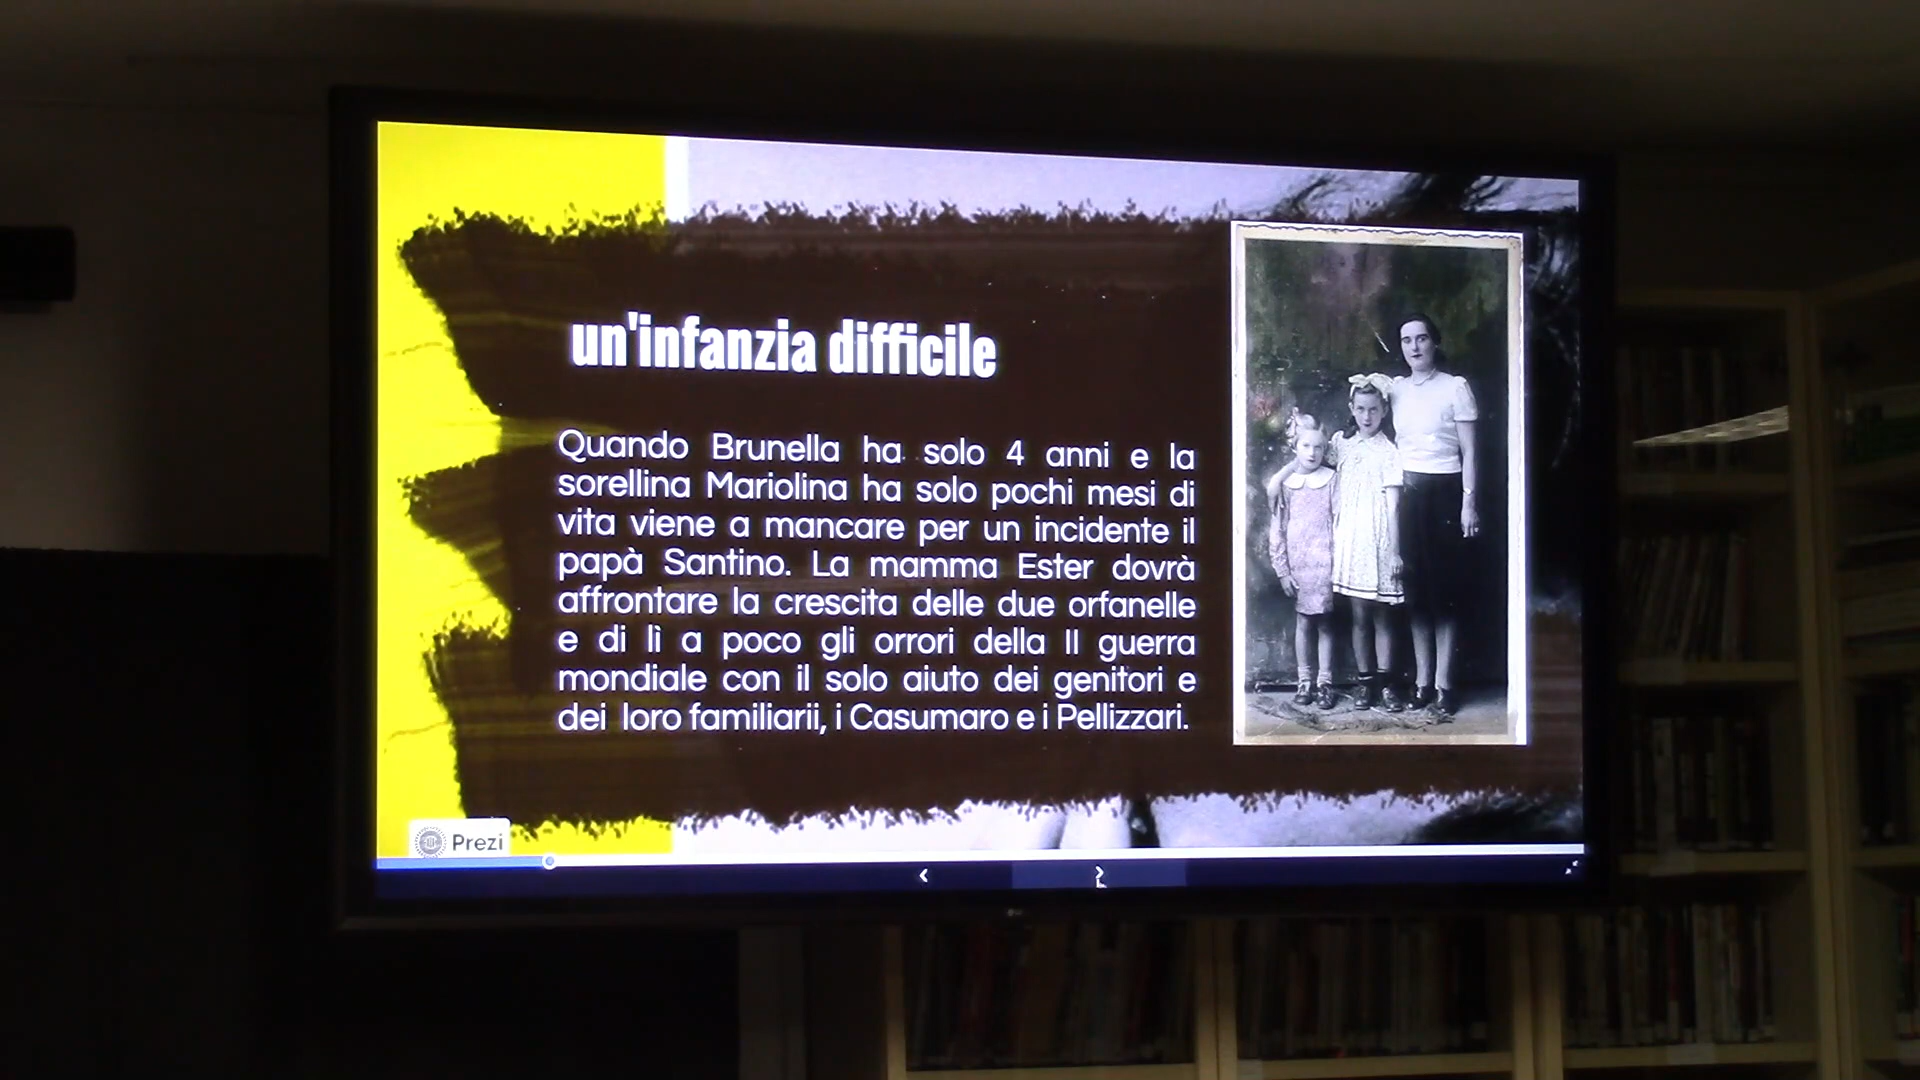 un'infanzia difficile
Quando Brunella ha solo 4 anni e la
sorellina Mariolina ha solo pochi mesi di
vita viene a mancare per un incidente il
papà Santino. La mamma Ester dovrà
affrontare la crescita delle due orfanelle
e di lì a poco gli orrori della II guerra
mondiale con il solo aiuto dei genitori e
dei loro familiarii, i Casumaro e i Pellizzari.
Prezi